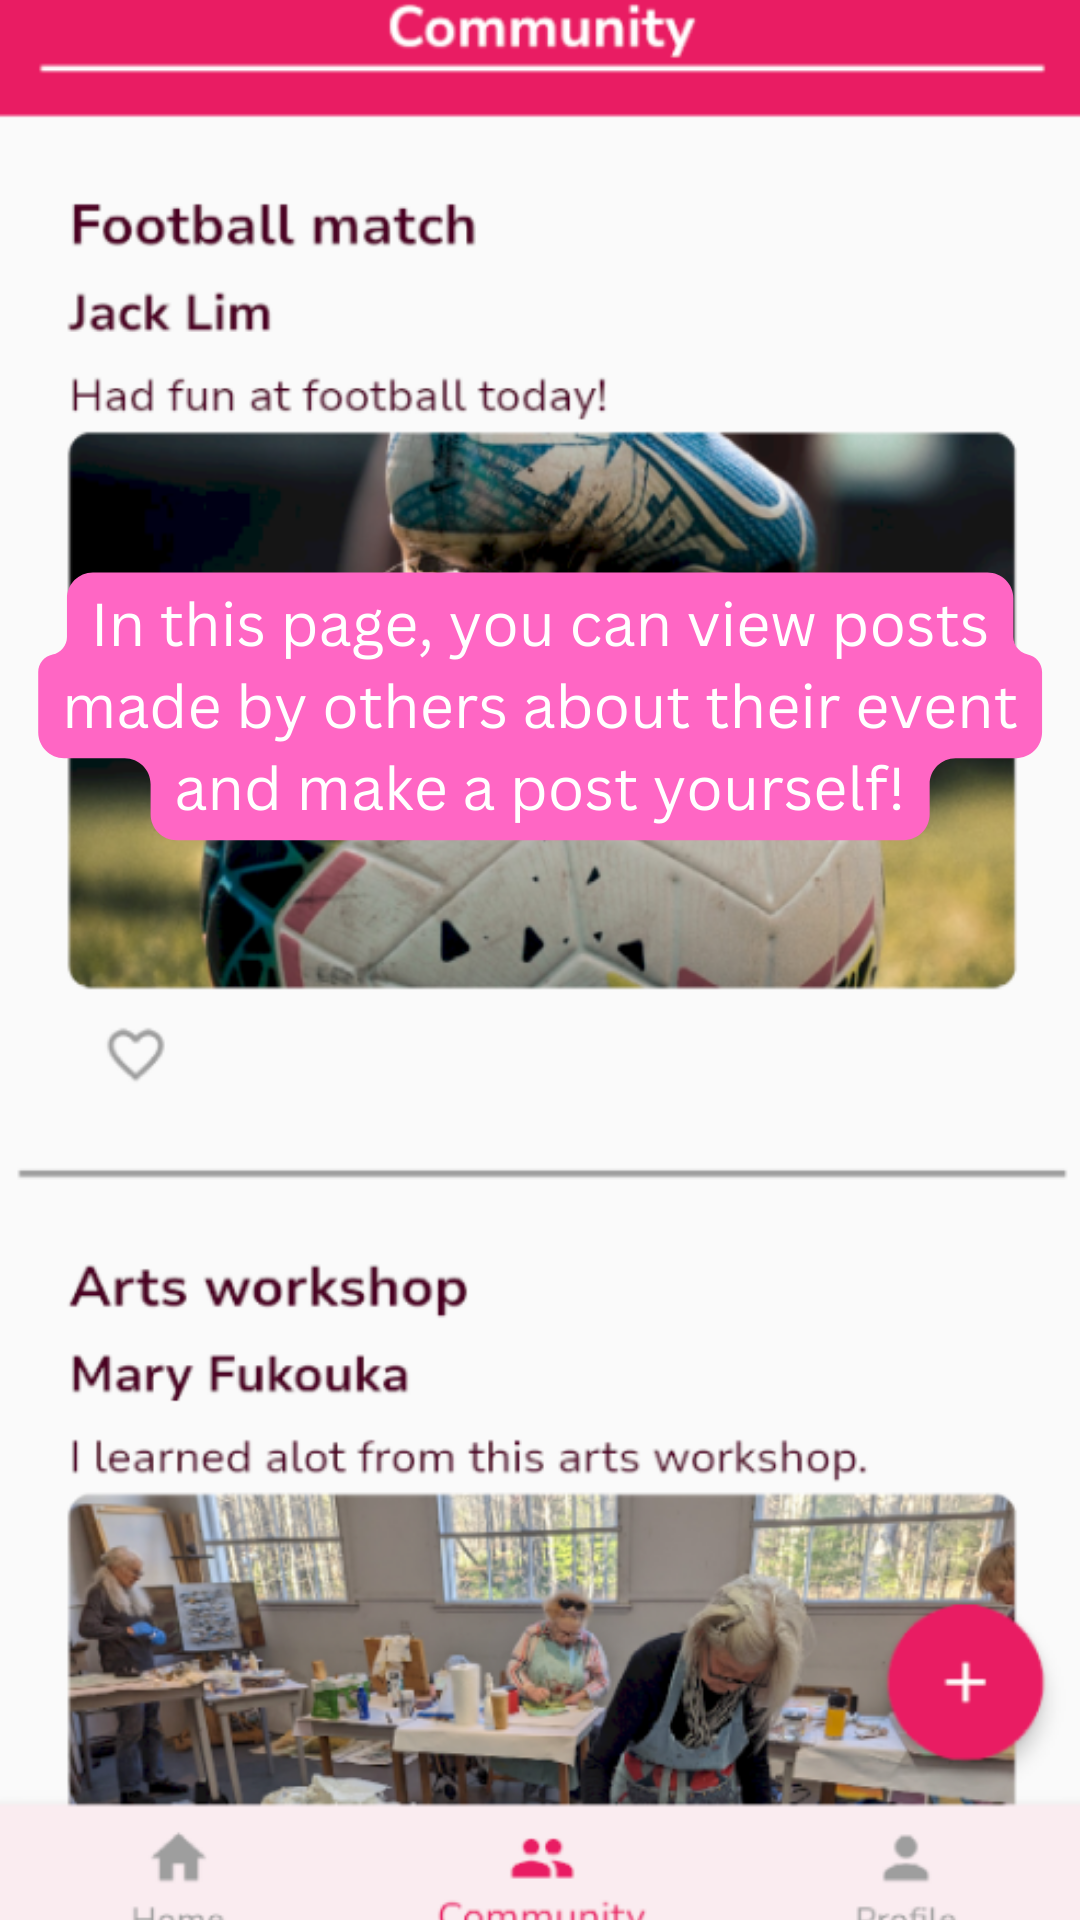 Community
Football match
Jack Lim
Had fun at football today!
In this page, you can view posts
made by others about their event
and make a post yourself!
Arts workshop
Mary Fukouka
I learned alot from this arts workshop.
Home
Community
Profile